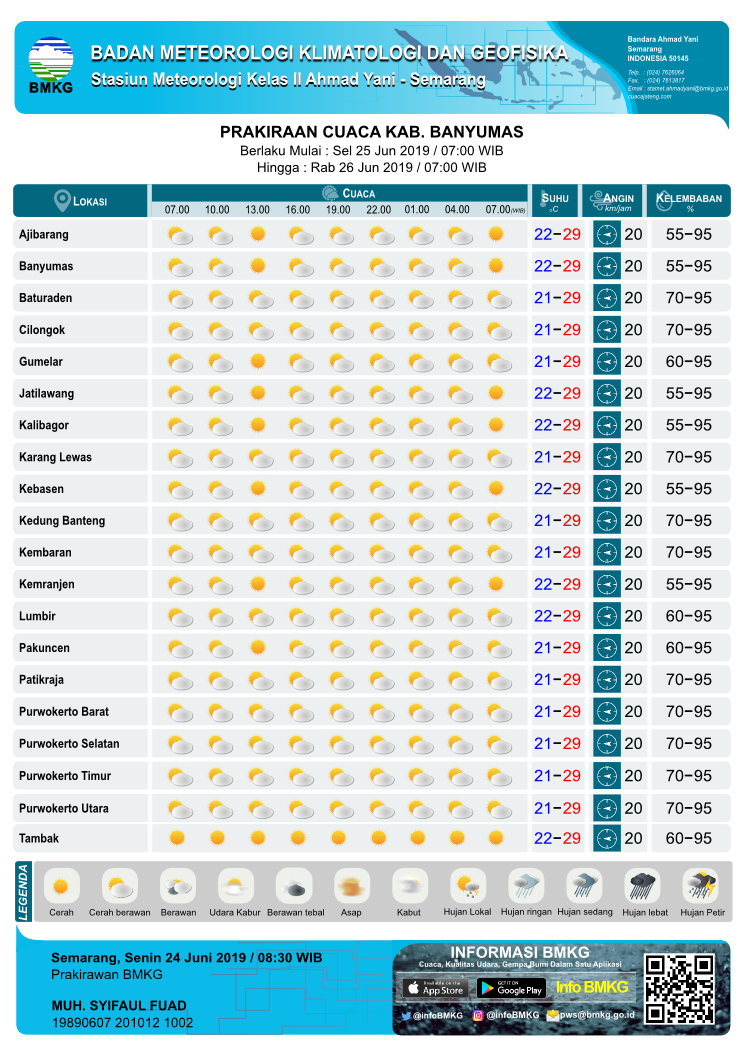 BMKG
BADAN METEOROLOGI KLIMATOLOGI DAN GEOFISIKA
Stasiun Meteorologi Kelas II Ahmad Yani - Semarang
Bandara Ahmad Yani
Semarang
INDONESIA 50145
Telp. : (024) 7628064
Fax. : (024) 7613817
Email : stamet.ahmadyani@bmkg.go.id
cuacajateng.com
PRAKIRAAN CUACA KAB. BANYUMAS
Berlaku Mulai : Sel 25 Jun 2019 / 07:00 WIB
Hingga : Rab 26 Jun 2019 / 07:00 WIB
LOKASI CUACA SUHU °C ANGIN km/jam KELEMBABAN %
07.00 10.00 13.00 16.00 19.00 22.00 01.00 04.00 07.00 (WIB)
Ajibarang 22-29 20 55-95
Banyumas 22-29 20 55-95
Baturaden 21-29 20 70-95
Cilongok 21-29 20 70-95
Gumelar 21-29 20 60-95
Jatilawang 22-29 20 55-95
Kalibagor 22-29 20 55-95
Karang Lewas 21-29 20 70-95
Kebasen 22-29 20 55-95
Kedung Banteng 21-29 20 70-95
Kembaran 21-29 20 70-95
Kemranjen 22-29 20 55-95
Lumbir 22-29 20 60-95
Pakuncen 21-29 20 60-95
Patikraja 21-29 20 70-95
Purwokerto Barat 21-29 20 70-95
Purwokerto Selatan 21-29 20 70-95
Purwokerto Timur 21-29 20 70-95
Purwokerto Utara 21-29 20 70-95
Tambak 22-29 20 60-95
LEGENDA
Cerah Cerah berawan Berawan Udara Kabur Berawan tebal Asap Kabut Hujan Lokal Hujan ringan Hujan sedang Hujan lebat Hujan Petir
Semarang, Senin 24 Juni 2019 / 08:30 WIB
Prakirawan BMKG
MUH. SYIFAUL FUAD
19890607 201012 1002
INFORMASI BMKG
Cuaca, Kualitas Udara, Gempa Bumi Dalam Satu Aplikasi
Available on the App Store
GET IT ON Google Play
Info BMKG
@infoBMKG @infoBMKG pws@bmkg.go.id